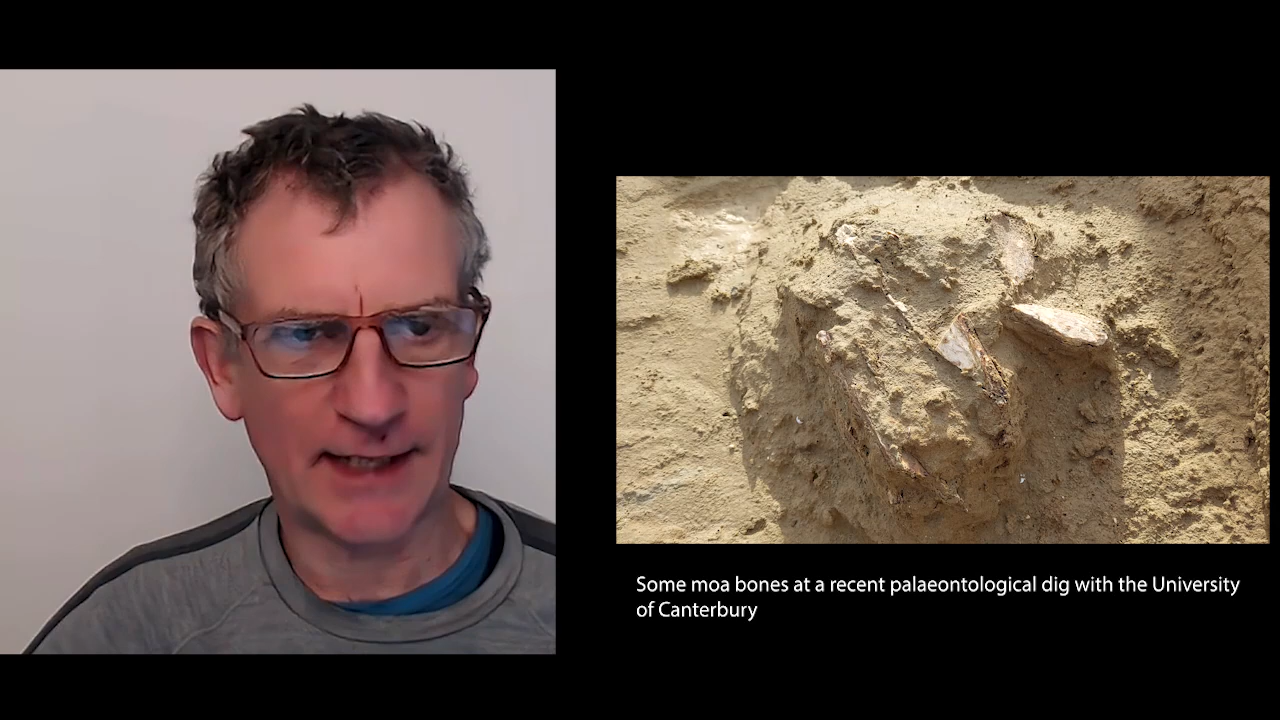 Some moa bones at a recent palaeontological dig with the University
of Canterbury